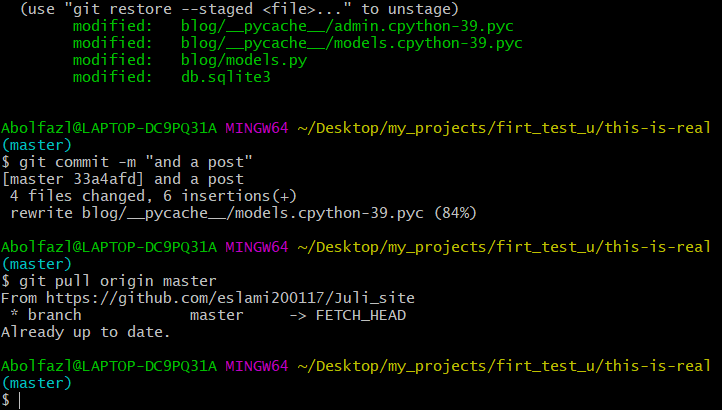 (use "git restore --staged <file>..." to unstage)
modified:   blog/__pycache__/admin.cpython-39.pyc
modified:   blog/__pycache__/models.cpython-39.pyc
modified:   blog/models.py
modified:   db.sqlite3
Abolfazl@LAPTOP-DC9PQ31A MINGW64 ~/Desktop/my_projects/firt_test_u/this-is-real
(master)
$ git commit -m "and a post"
[master 33a4afd] and a post
4 files changed, 6 insertions(+)
rewrite blog/__pycache__/models.cpython-39.pyc (84%)
Abolfazl@LAPTOP-DC9PQ31A MINGW64 ~/Desktop/my_projects/firt_test_u/this-is-real
(master)
$ git pull origin master
From https://github.com/eslami200117/Juli_site
* branch            master     -> FETCH_HEAD
Already up to date.
Abolfazl@LAPTOP-DC9PQ31A MINGW64 ~/Desktop/my_projects/firt_test_u/this-is-real
(master)
$